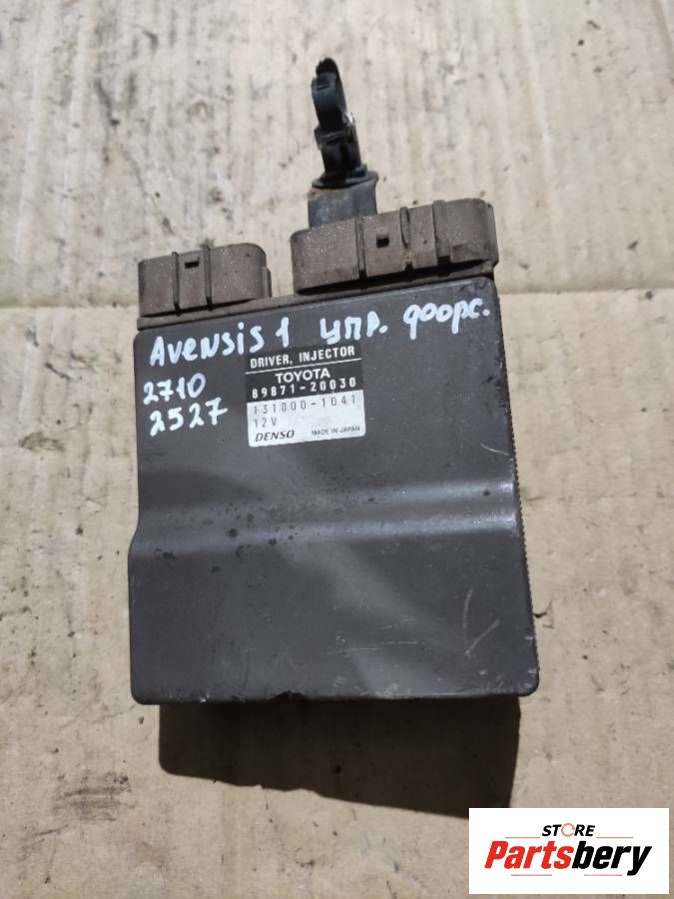 Avensis 1 упр. форс.
DRIVER, INJECTOR
TOYOTA
89871-20030
131000-1041
12V
DENSO MADE IN JAPAN
2710
2527
STORE
Partsbery